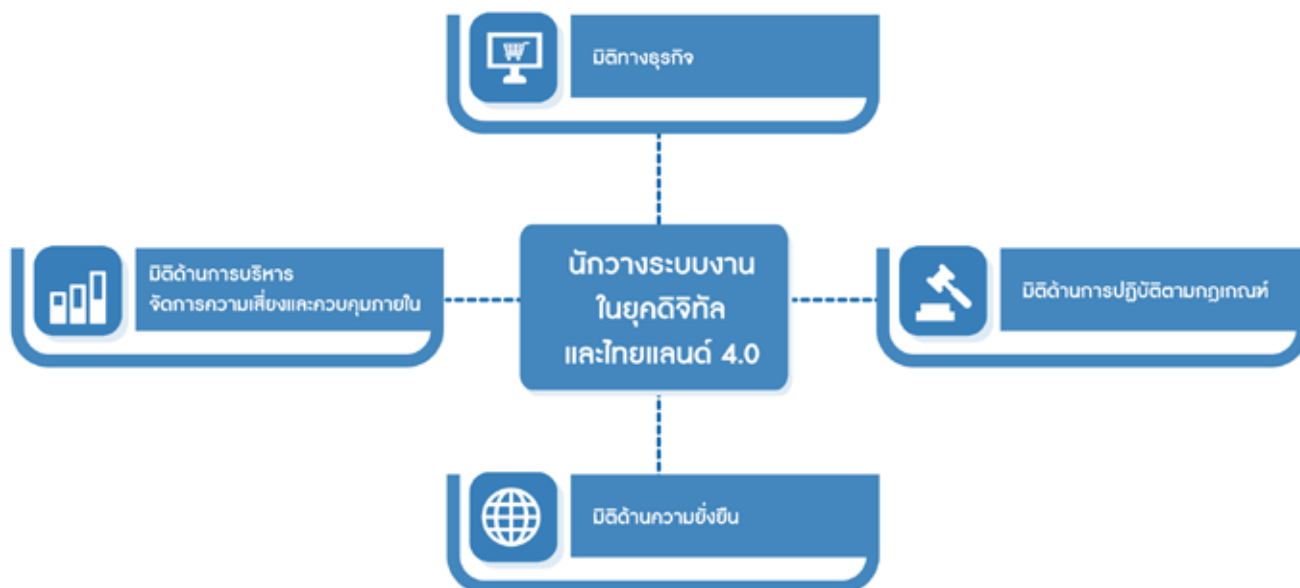 มิติทางธุรกิจ
มิติด้านการบริหาร
จัดการความเสี่ยงและควบคุมภายใน
นักวางระบบงาน
ในยุคดิจิทัล
และไทยแลนด์ 4.0
มิติด้านการปฏิบัติตามกฎเกณฑ์
มิติด้านความยั่งยืน